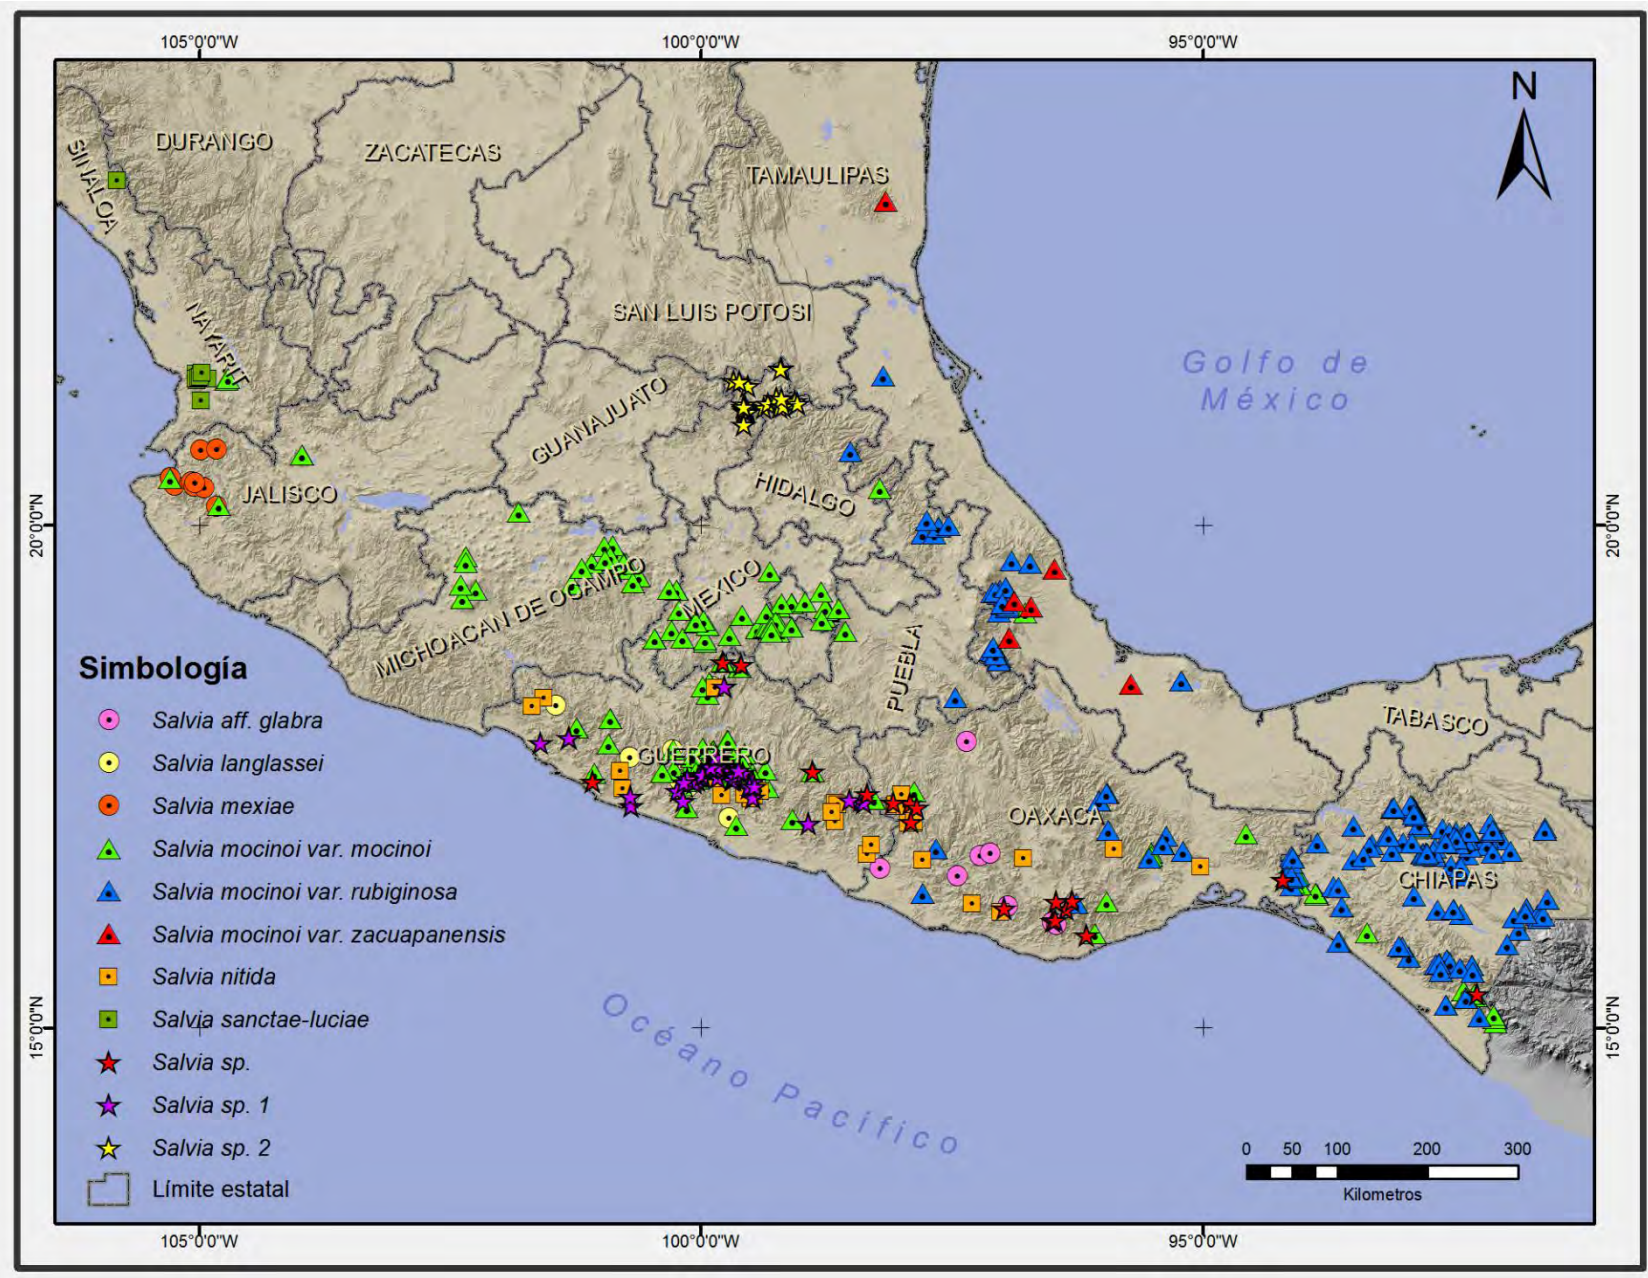 105°0'0"W
100°0'0"W
95°0'0"W
N
DURANGO
ZACATECAS
SINALOA
TAMAULIPAS
NAYARIT
SAN LUIS POTOSI
Golfo de
México
GUANAJUATO
HIDALGO
JALISCO
20°0'0"N
20°0'0"N
MICHOACAN DE OCAMPO
MEXICO
PUEBLA
TABASCO
GUERRERO
OAXACA
CHIAPAS
Simbología
Salvia aff. glabra
Salvia langlassei
Salvia mexiae
Salvia mocinoi var. mocinoi
Salvia mocinoi var. rubiginosa
Salvia mocinoi var. zacuapanensis
Salvia nitida
Salvia sanctae-luciae
Salvia sp.
Salvia sp. 1
Salvia sp. 2
Límite estatal
15°0'0"N
15°0'0"N
Océano Pacífico
0 50 100 200 300
Kilometros
105°0'0"W
100°0'0"W
95°0'0"W